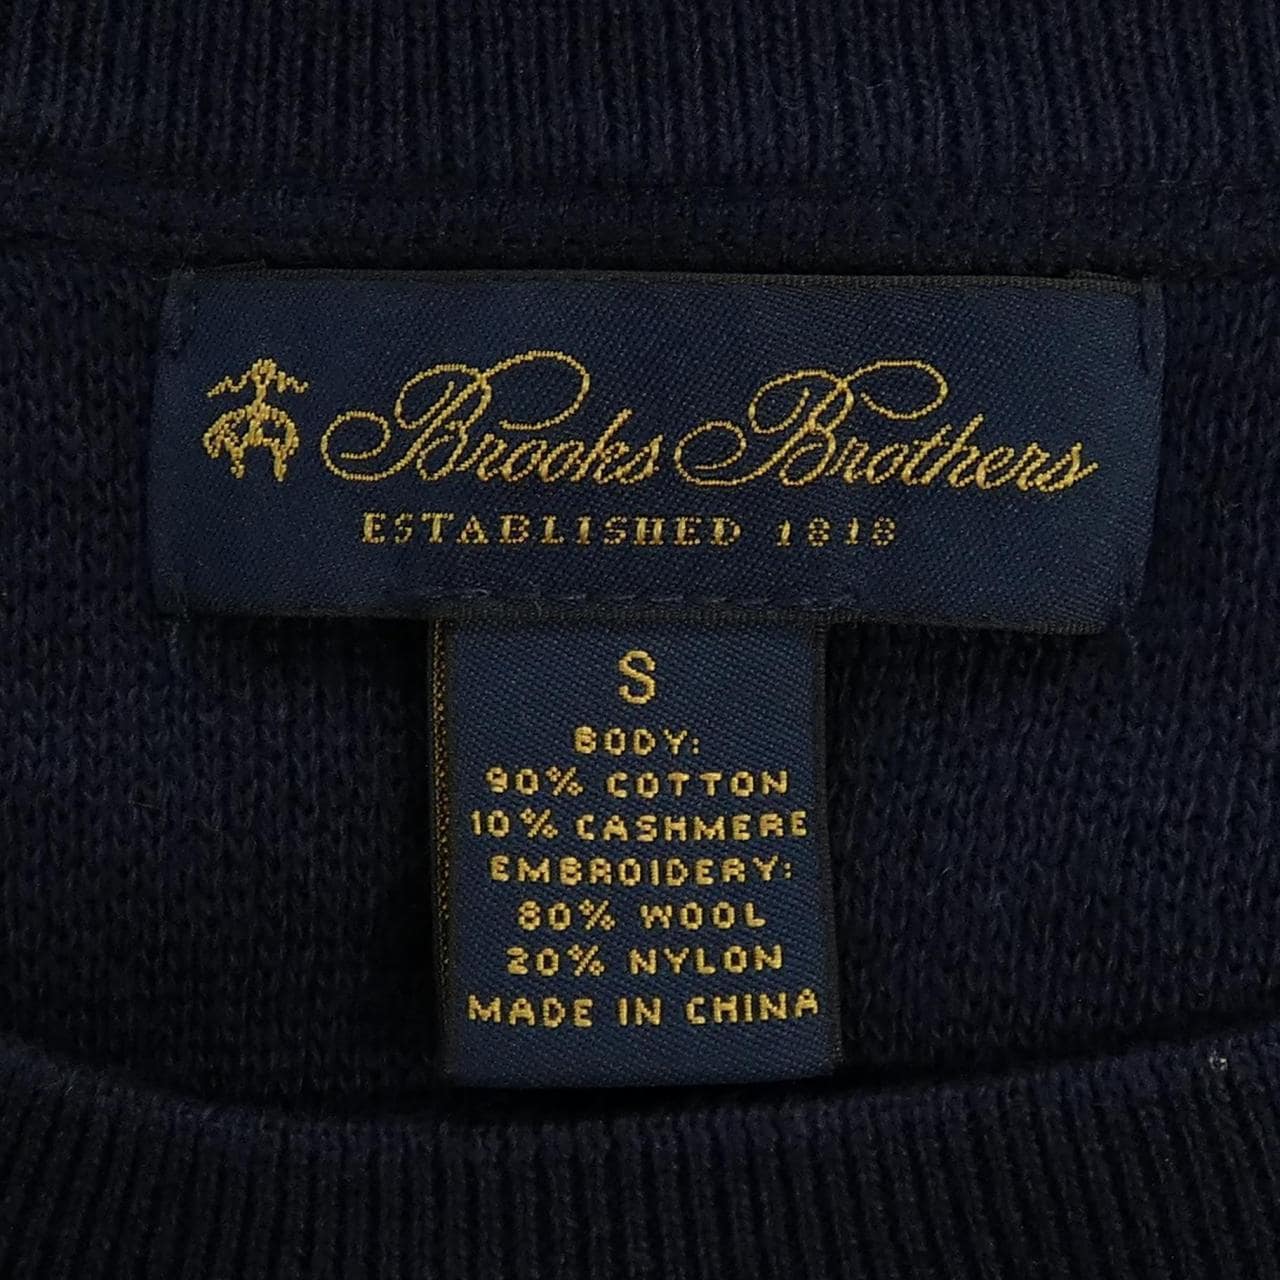 Brooks Brothers
ESTABLISHED 1818
S
BODY:
90% COTTON
10% CASHMERE
EMBROIDERY:
80% WOOL
20% NYLON
MADE IN CHINA